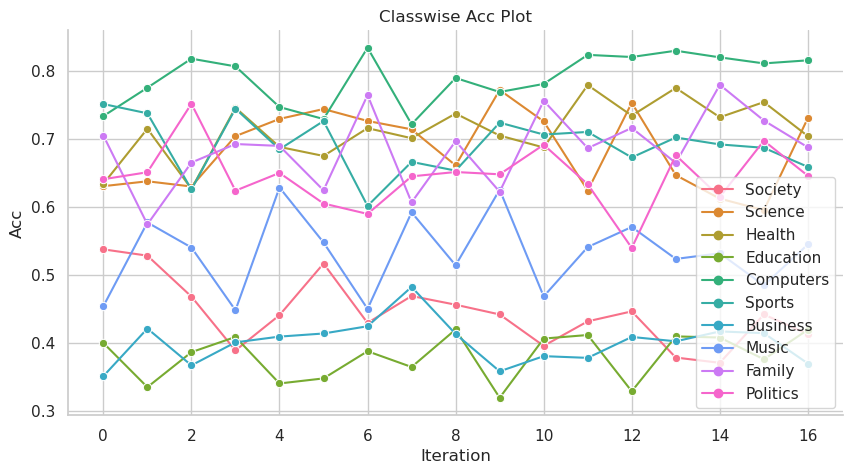 Classwise Acc Plot
Acc
0.8
0.7
0.6
0.5
0.4
0.3
0 2 4 6 8 10 12 14 16
Iteration
Society
Science
Health
Education
Computers
Sports
Business
Music
Family
Politics